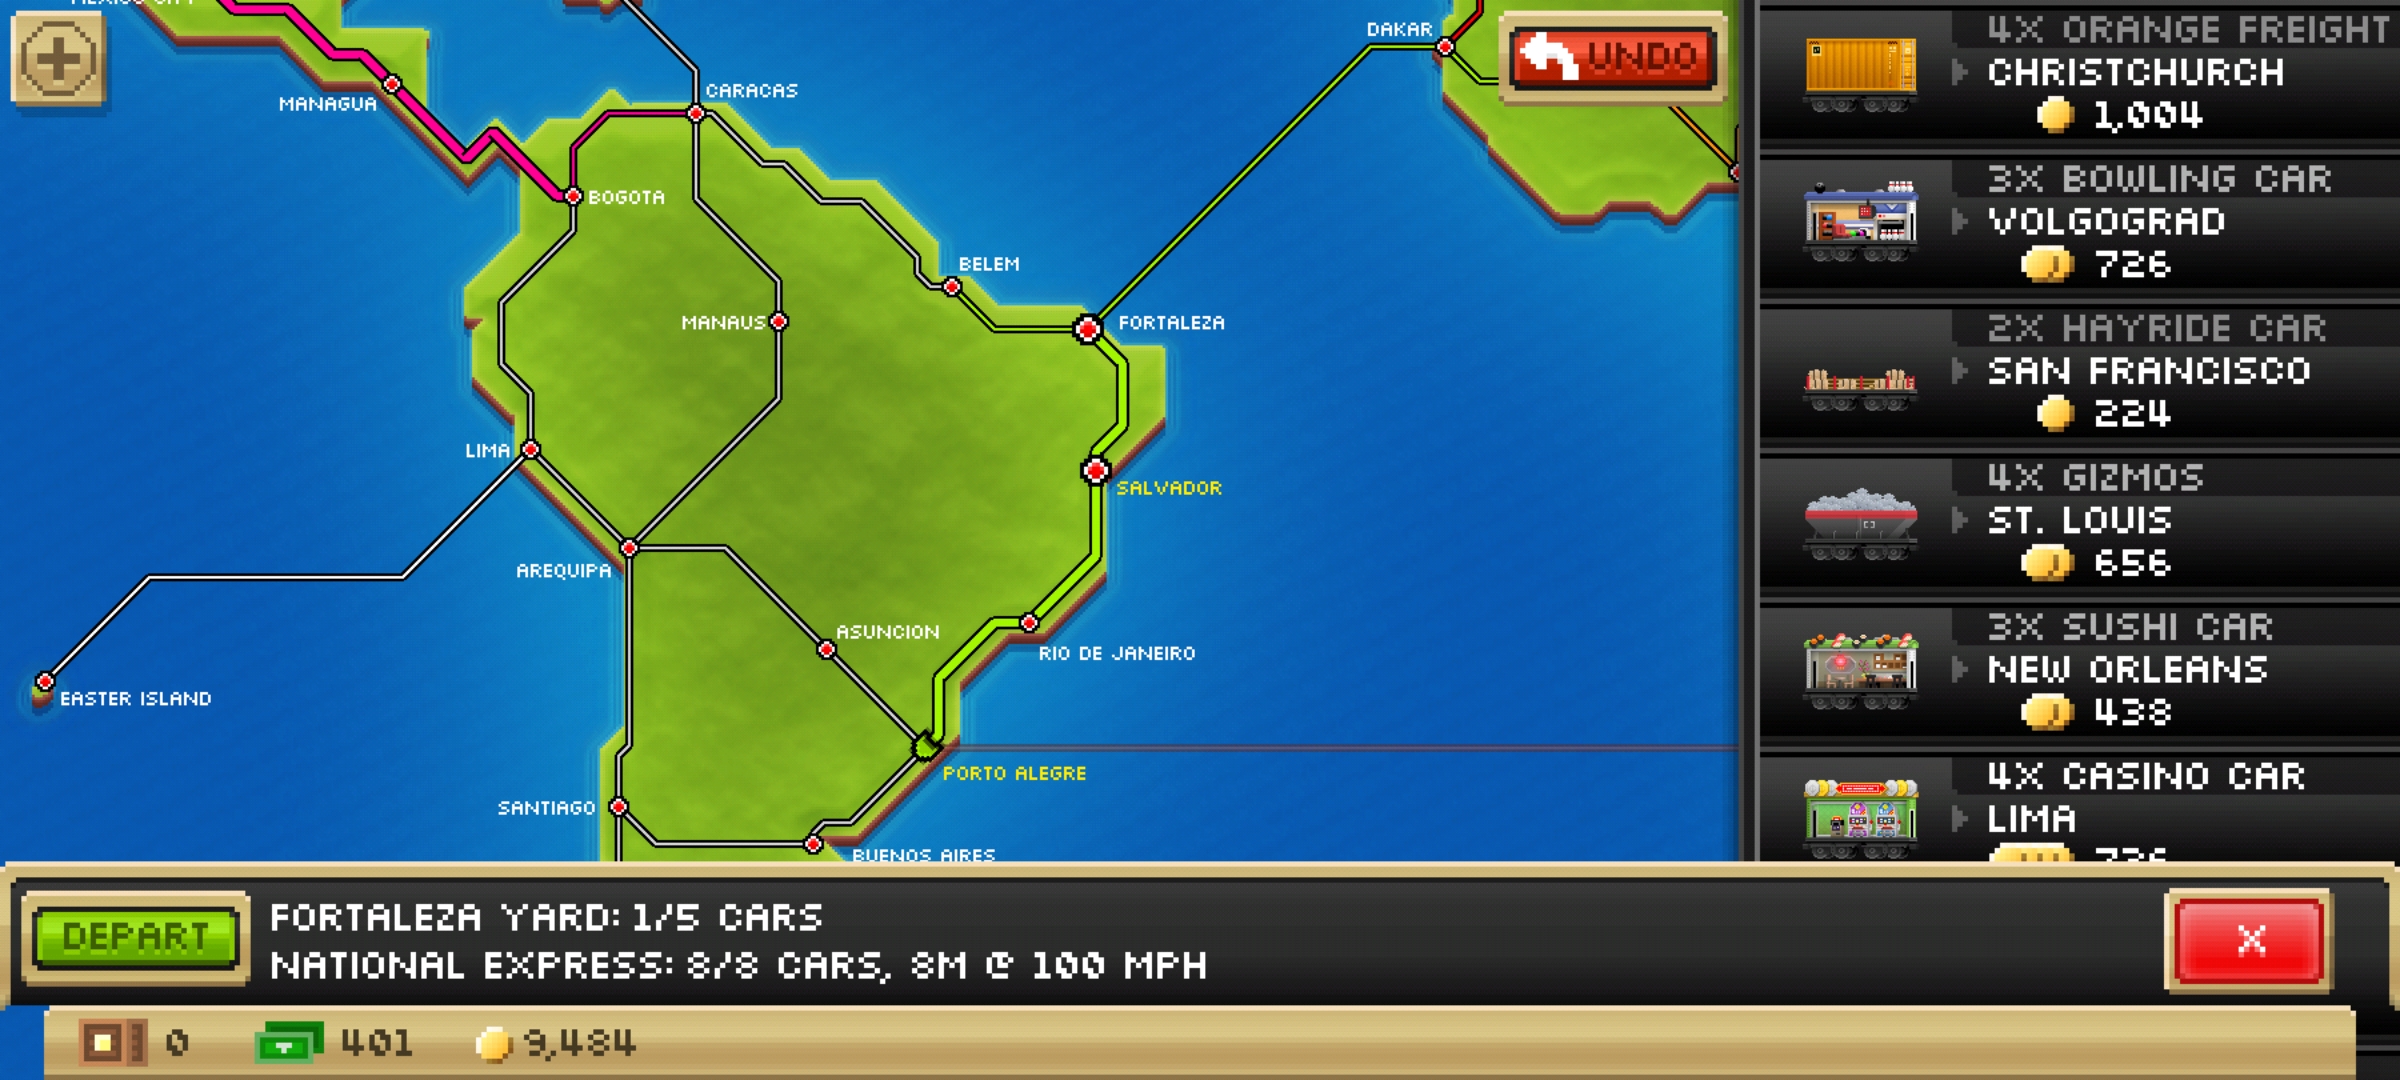 DAKAR
UNDO
CARACAS
MANAGUA
BOGOTA
BELEM
MANAUS
FORTALEZA
LIMA
SALVADOR
AREQUIPA
ASUNCION
RIO DE JANEIRO
EASTER ISLAND
PORTO ALEGRE
SANTIAGO
BUENOS AIRES
4X ORANGE FREIGHT
CHRISTCHURCH
1,004
3X BOWLING CAR
VOLGOGRAD
726
2X HAYRIDE CAR
SAN FRANCISCO
224
4X GIZMOS
ST. LOUIS
656
3X SUSHI CAR
NEW ORLEANS
438
4X CASINO CAR
LIMA
DEPART
FORTALEZA YARD: 1/5 CARS
NATIONAL EXPRESS: 8/8 CARS, 8M @ 100 MPH
X
0
401
9,484